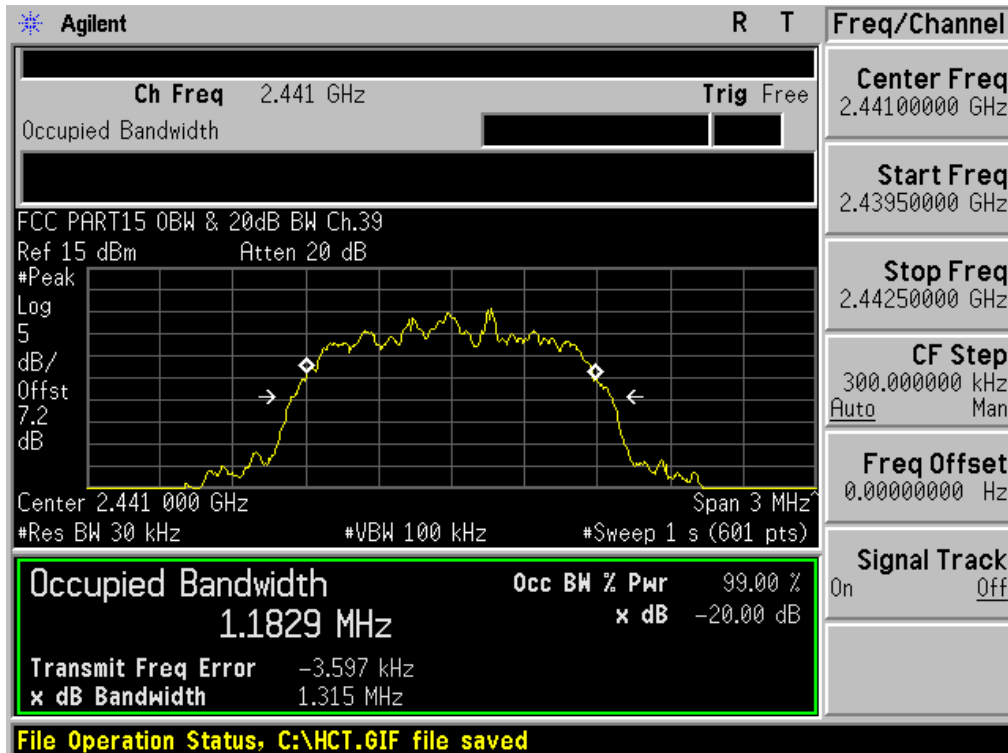 Agilent R T
Freq/Channel
Ch Freq 2.441 GHz Trig Free
Occupied Bandwidth
Center Freq
2.44100000 GHz
Start Freq
2.43950000 GHz
Stop Freq
2.44250000 GHz
CF Step
300.000000 kHz
Auto Man
Freq Offset
0.00000000 Hz
Signal Track
On Off
FCC PART15 OBW & 20dB BW Ch.39
Ref 15 dBm Atten 20 dB
#Peak
Log
5
dB/
Offst
7.2
dB
Center 2.441 000 GHz Span 3 MHz^
#Res BW 30 kHz #VBW 100 kHz #Sweep 1 s (601 pts)
Occupied Bandwidth
1.1829 MHz
Occ BW % Pwr 99.00 %
x dB -20.00 dB
Transmit Freq Error -3.597 kHz
x dB Bandwidth 1.315 MHz
File Operation Status, C:\HCT.GIF file saved